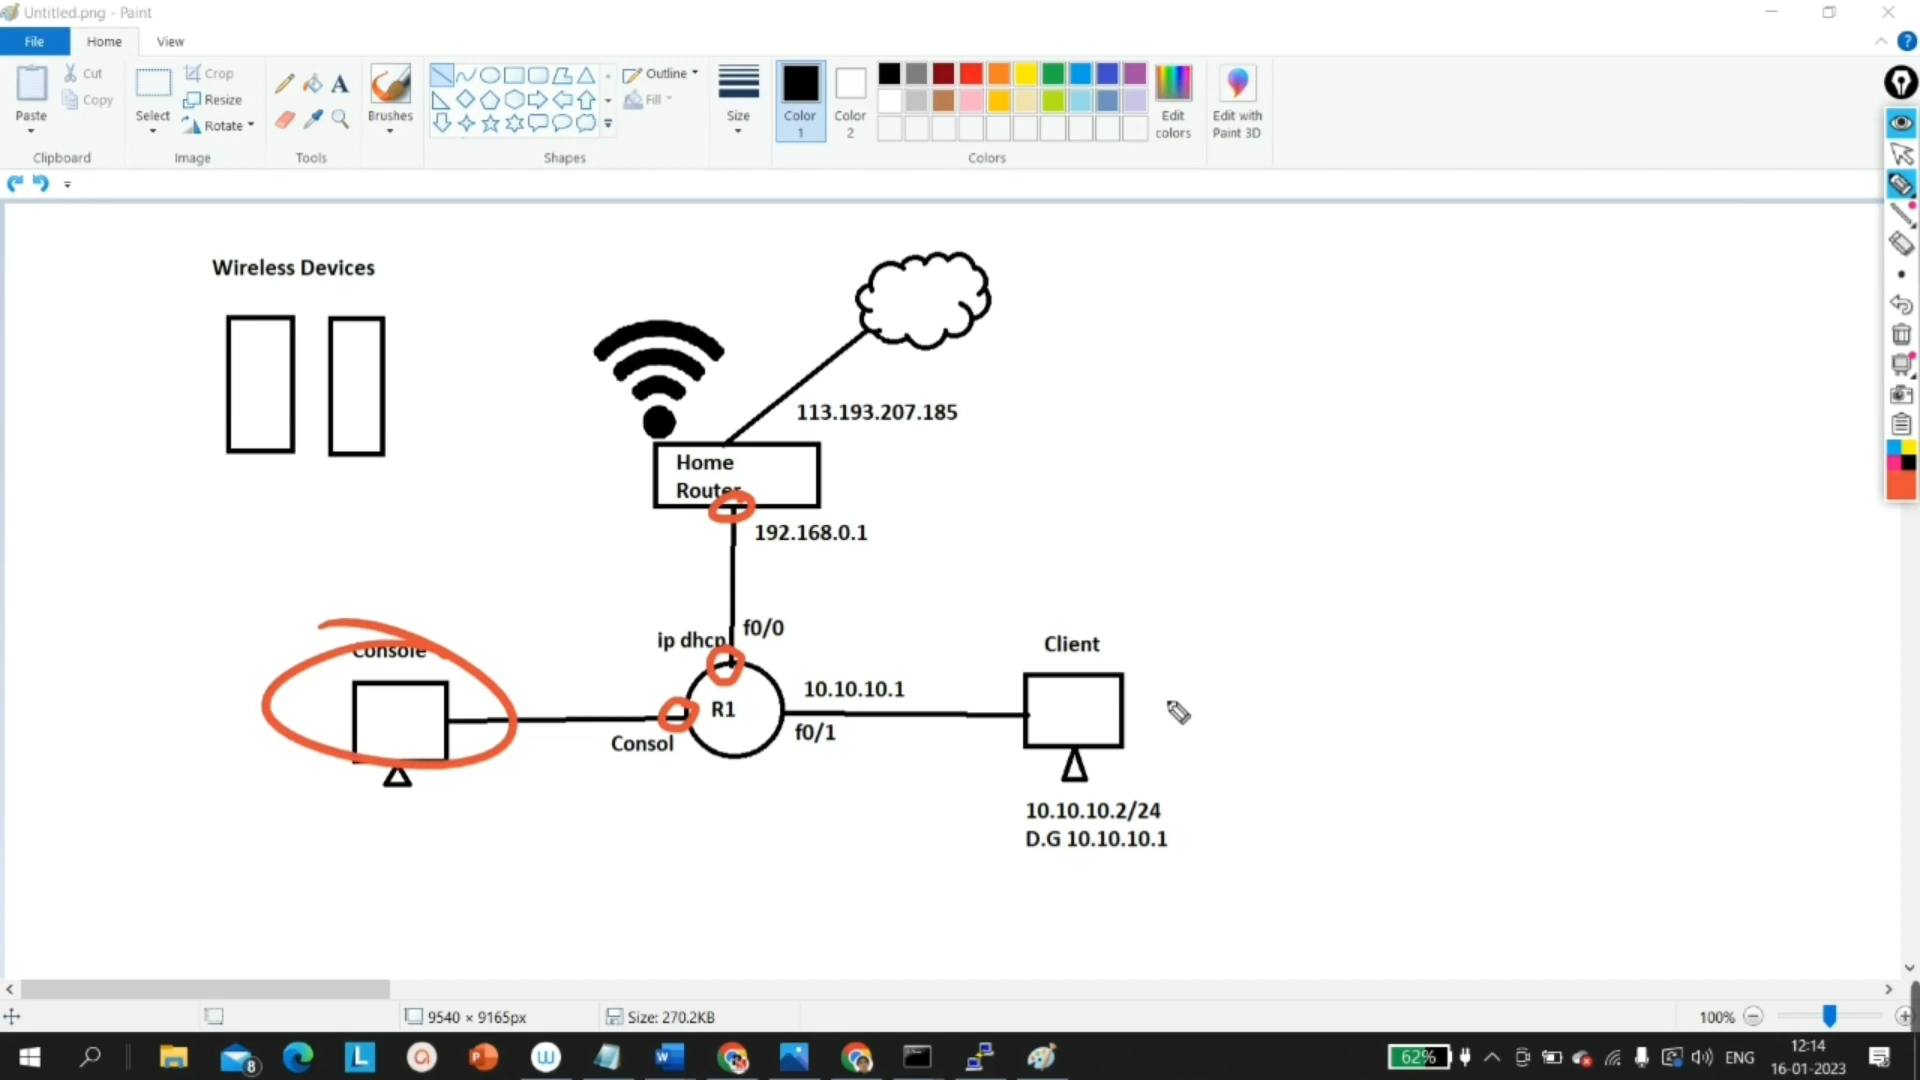 Untitled.png - Paint
File Home View
Paste
Cut
Copy
Clipboard
Select
Crop
Resize
Rotate
Image
Tools
Brushes
Outline
Fill
Shapes
Size
Color 1
Color 2
Edit colors
Edit with Paint 3D
Colors
Wireless Devices
113.193.207.185
Home
Router
192.168.0.1
ip dhcp
f0/0
Console
Client
10.10.10.1
R1
Consol
f0/1
10.10.10.2/24
D.G 10.10.10.1
9540 × 9165px
Size: 270.2KB
100%
8
62%
ENG
12:14
16-01-2023